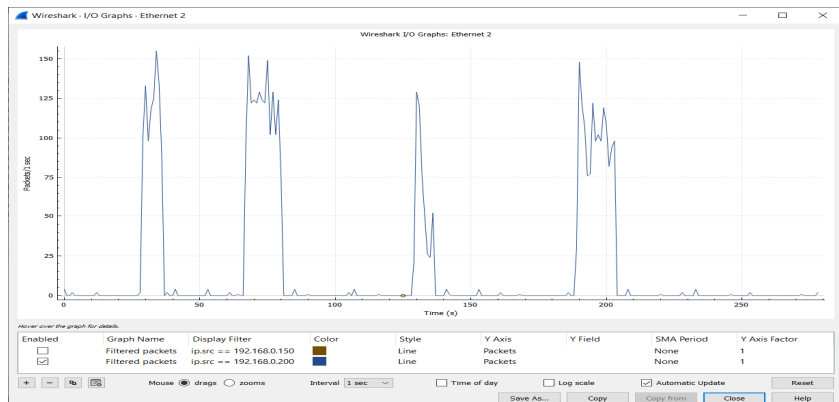 Wireshark · I/O Graphs · Ethernet 2
Wireshark I/O Graphs: Ethernet 2
150
125
100
75
50
25
0
Packets/1 sec
0 50 100 150 200 250
Time (s)
Hover over the graph for details.
Enabled Graph Name Display Filter Color Style Y Axis Y Field SMA Period Y Axis Factor
Filtered packets ip.src == 192.168.0.150 Line Packets None 1
Filtered packets ip.src == 192.168.0.200 Line Packets None 1
+ − Mouse drags zooms Interval 1 sec Time of day Log scale Automatic Update Reset
Save As... Copy Copy from Close Help